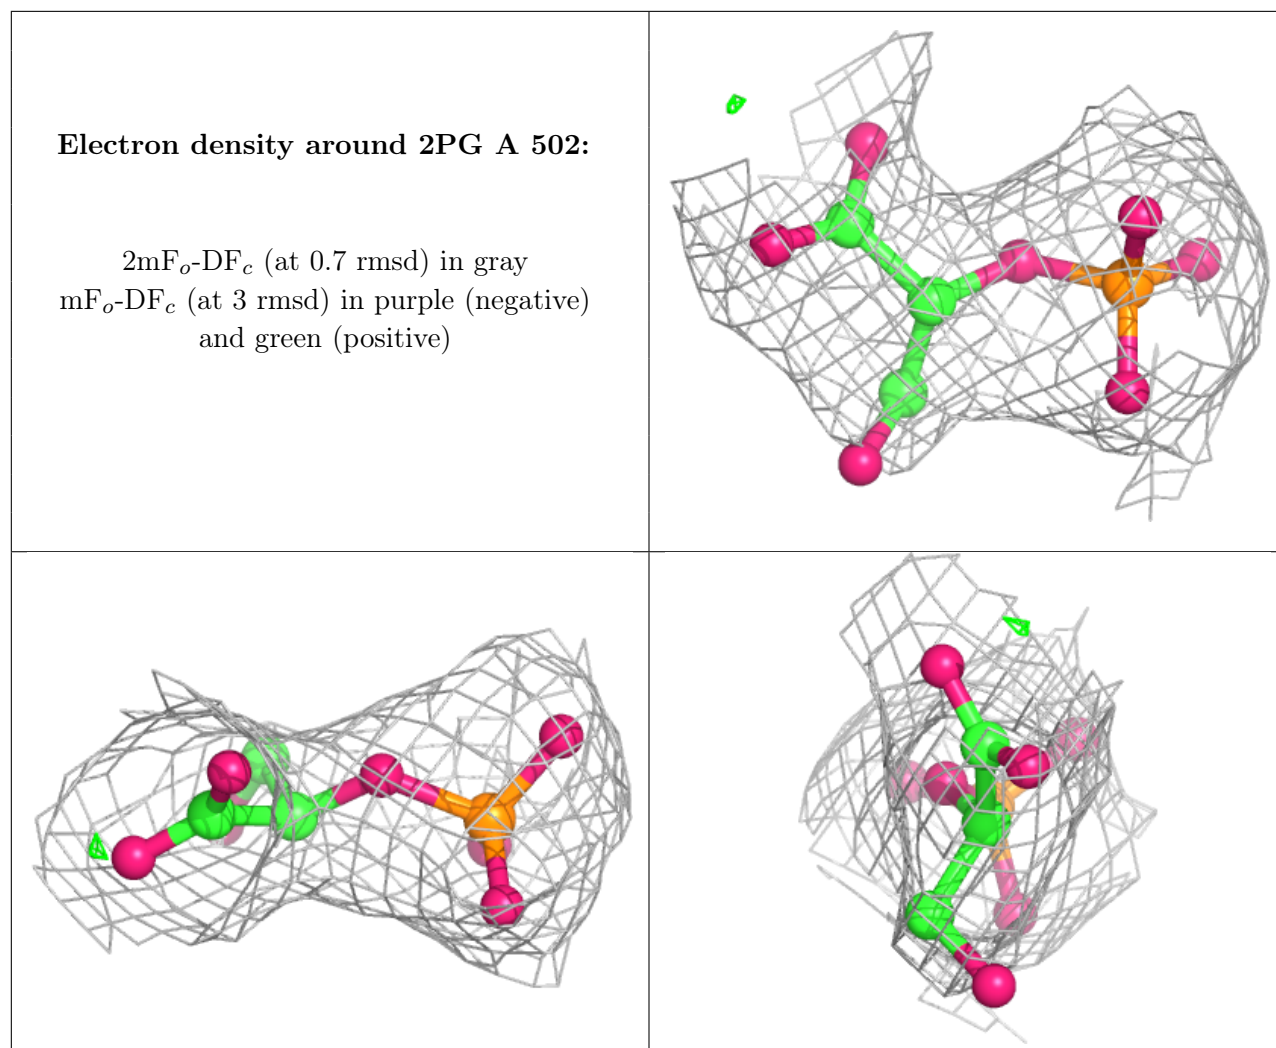 Electron density around 2PG A 502:
2mFₒ-DF𝒸 (at 0.7 rmsd) in gray
mFₒ-DF𝒸 (at 3 rmsd) in purple (negative)
and green (positive)